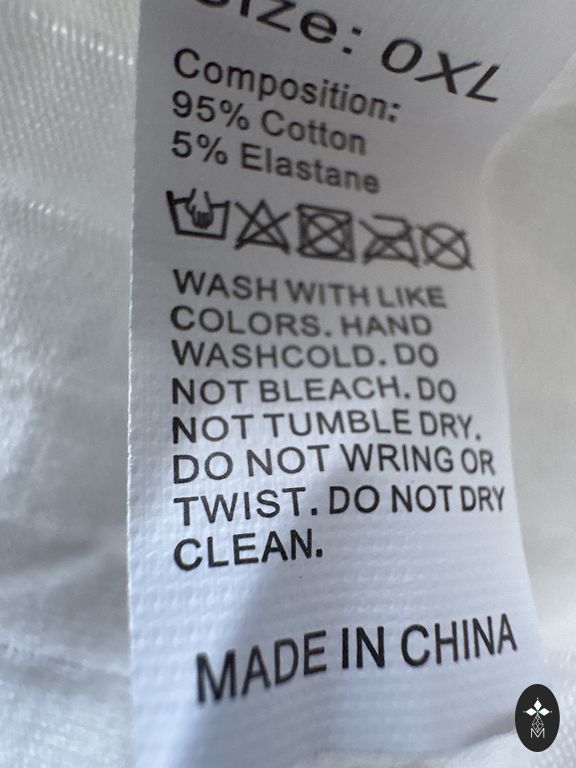 Size: 0XL
Composition:
95% Cotton
5% Elastane
WASH WITH LIKE
COLORS. HAND
WASHCOLD. DO
NOT BLEACH. DO
NOT TUMBLE DRY.
DO NOT WRING OR
TWIST. DO NOT DRY
CLEAN.
MADE IN CHINA
M